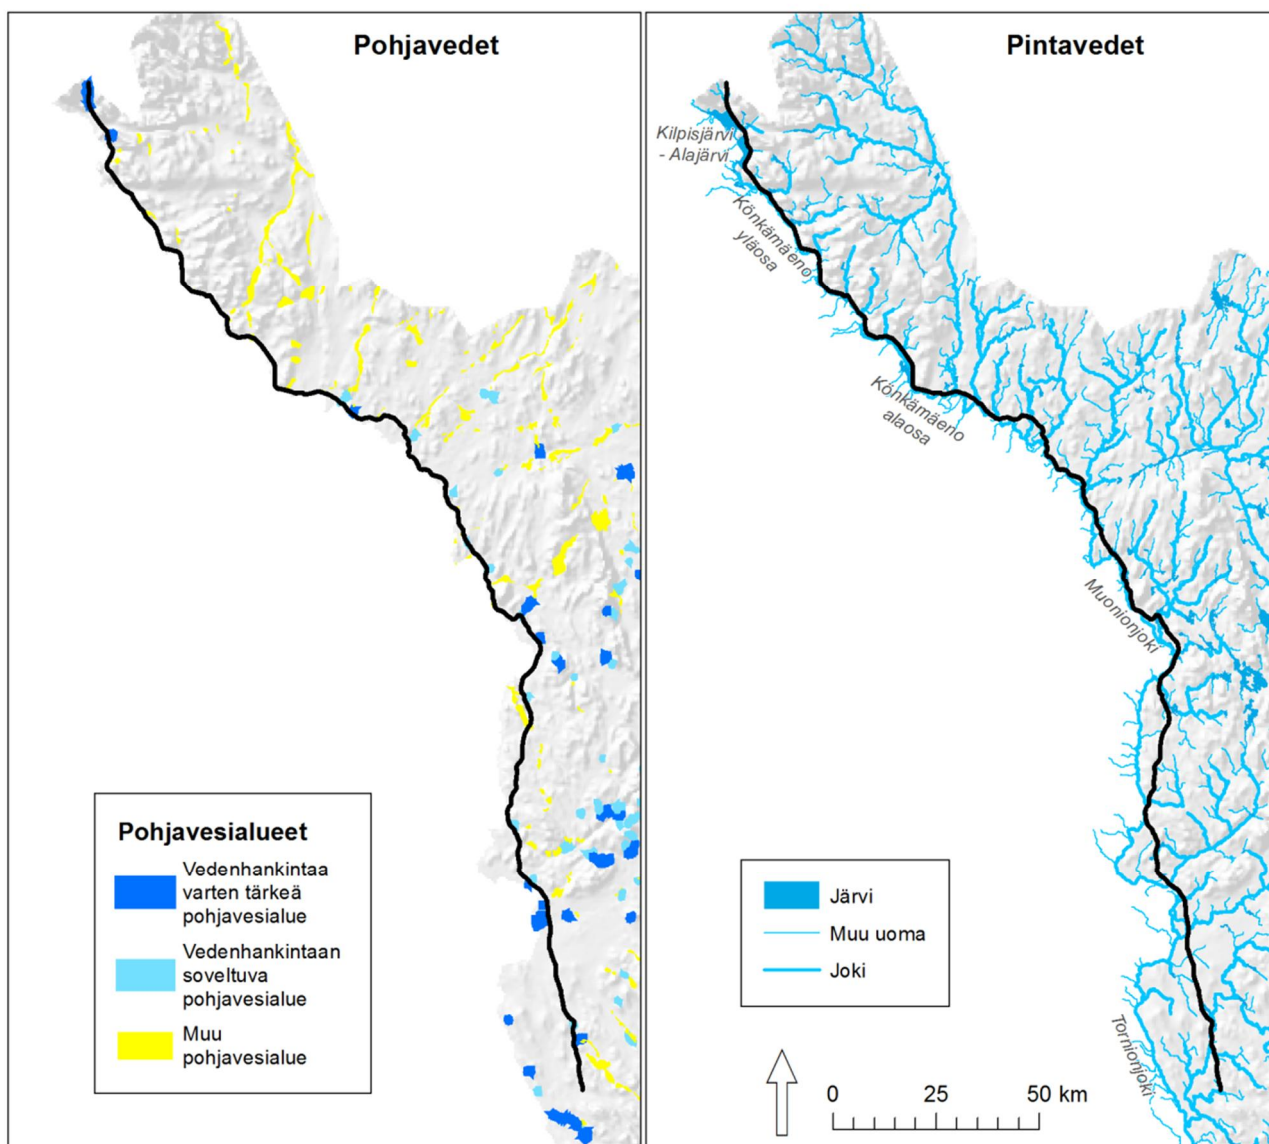 Pohjavedet
Pohjavesialueet
Vedenhankintaa
varten tärkeä
pohjavesialue
Vedenhankintaan
soveltuva
pohjavesialue
Muu
pohjavesialue
Pintavedet
Kilpisjärvi
- Alajärvi
Könkämäeno
yläosa
Könkämäeno
alaosa
Muonionjoki
Tornionjoki
Järvi
Muu uoma
Joki
0 25 50 km